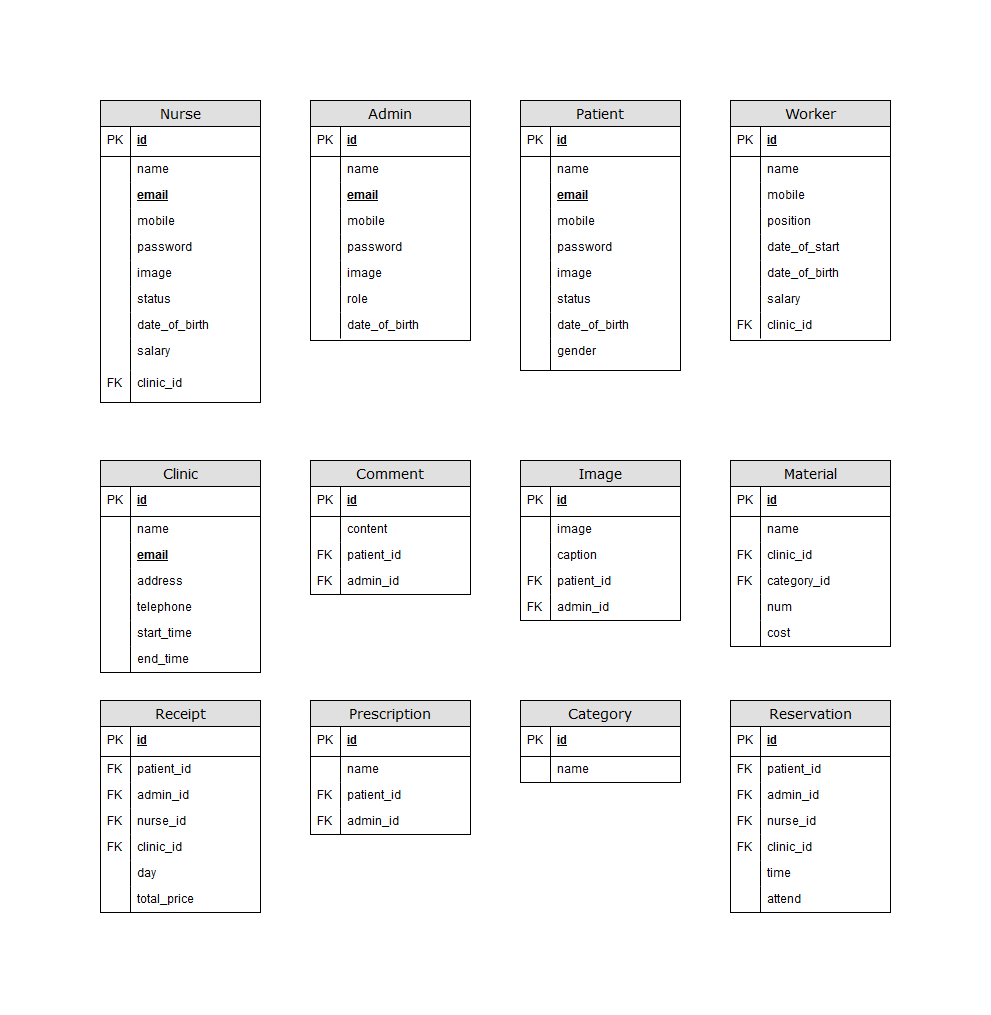 Nurse
PK id
name
email
mobile
password
image
status
date_of_birth
salary
FK clinic_id
Admin
PK id
name
email
mobile
password
image
role
date_of_birth
Patient
PK id
name
email
mobile
password
image
status
date_of_birth
gender
Worker
PK id
name
mobile
position
date_of_start
date_of_birth
salary
FK clinic_id
Clinic
PK id
name
email
address
telephone
start_time
end_time
Comment
PK id
content
FK patient_id
FK admin_id
Image
PK id
image
caption
FK patient_id
FK admin_id
Material
PK id
name
FK clinic_id
FK category_id
num
cost
Receipt
PK id
FK patient_id
FK admin_id
FK nurse_id
FK clinic_id
day
total_price
Prescription
PK id
name
FK patient_id
FK admin_id
Category
PK id
name
Reservation
PK id
FK patient_id
FK admin_id
FK nurse_id
FK clinic_id
time
attend